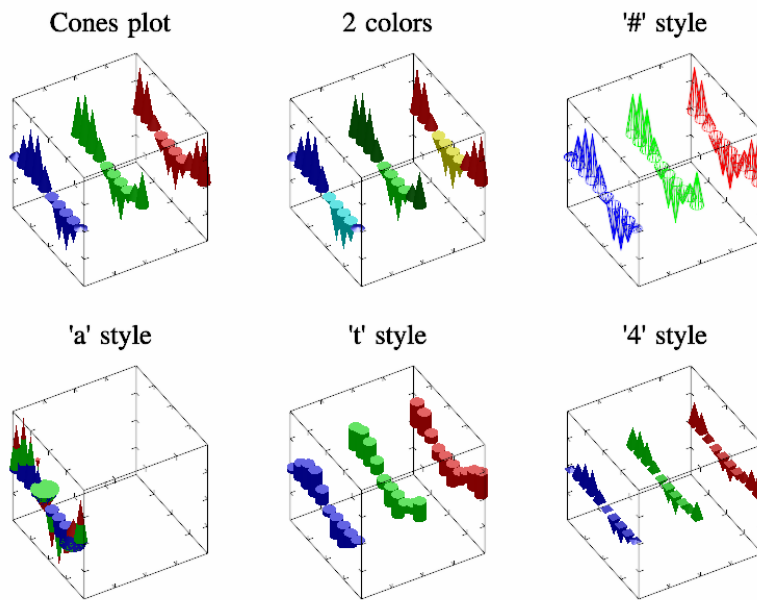 Cones plot
2 colors
'#' style
'a' style
't' style
'4' style